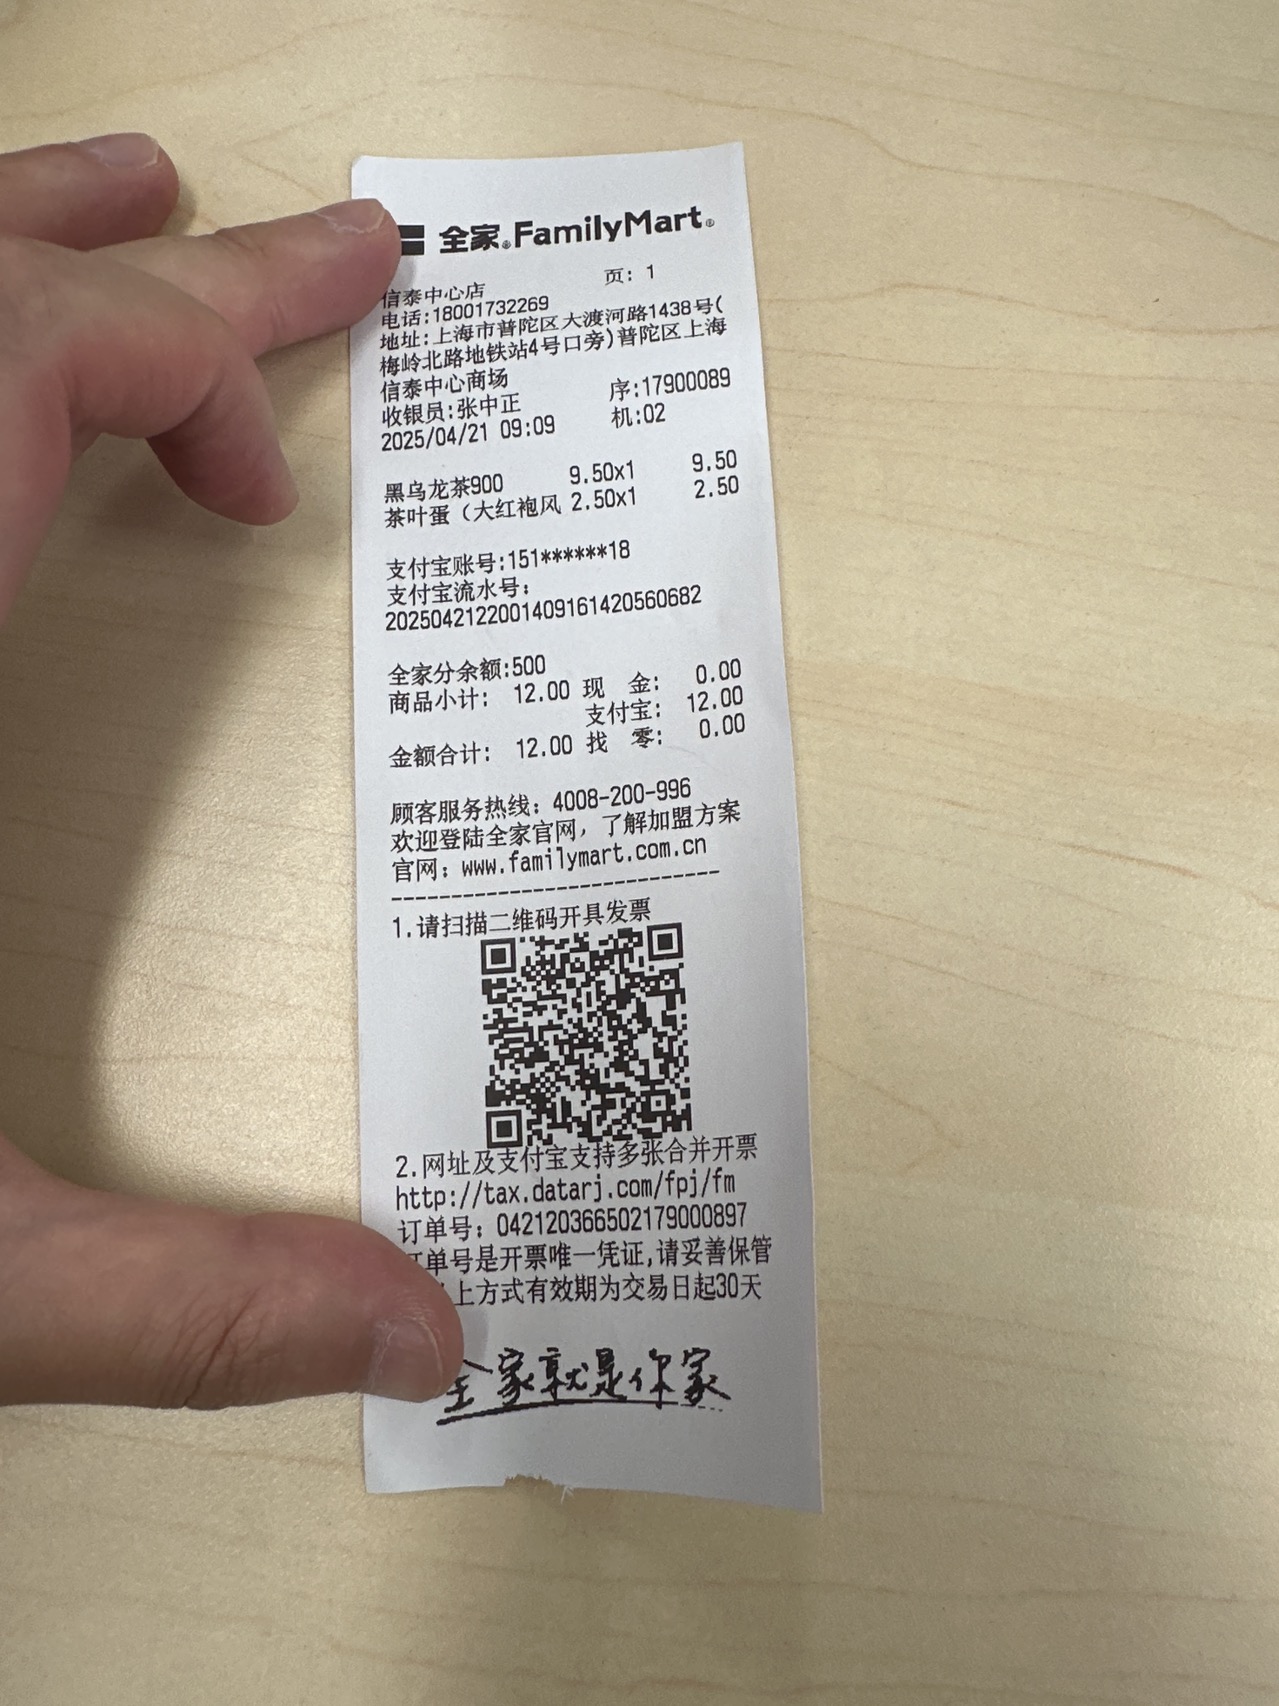 全家®FamilyMart®
页: 1
信泰中心店
电话:18001732269
地址:上海市普陀区大渡河路1438号(
梅岭北路地铁站4号口旁)普陀区上海
信泰中心商场
收银员:张中正 序:17900089
2025/04/21 09:09 机:02
黑乌龙茶900 9.50x1 9.50
茶叶蛋（大红袍风 2.50x1 2.50
支付宝账号:151******18
支付宝流水号:
2025042122001409161420560682
全家分余额:500
商品小计: 12.00 现 金: 0.00
支付宝: 12.00
金额合计: 12.00 找 零: 0.00
顾客服务热线: 4008-200-996
欢迎登陆全家官网，了解加盟方案
官网: www.familymart.com.cn
------------------------------
1.请扫描二维码开具发票
2.网址及支付宝支持多张合并开票
http://tax.datarj.com/fpj/fm
订单号: 042120366502179000897
单号是开票唯一凭证,请妥善保管
上方式有效期为交易日起30天
全家就是你家